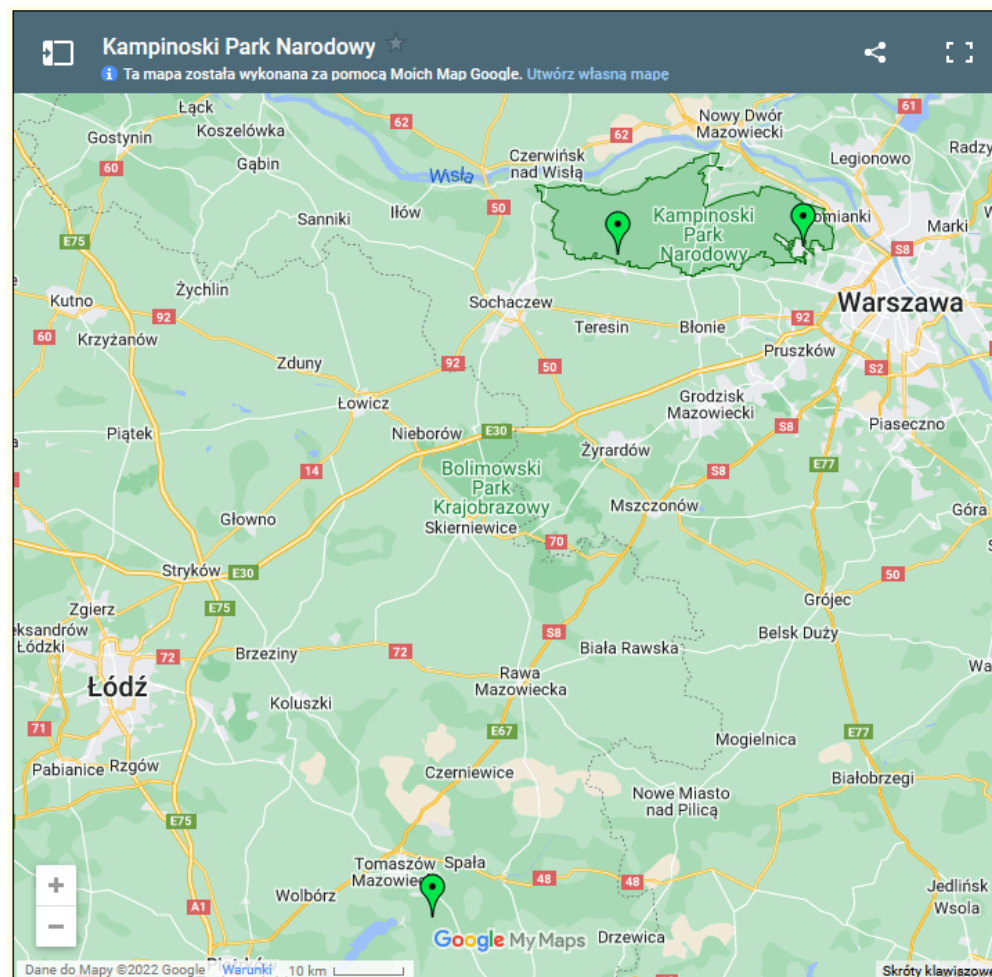 Kampinoski Park Narodowy
Ta mapa została wykonana za pomocą Moich Map Google. Utwórz własną mapę
Łąck
61
Gostynin
Koszelówka
62
Nowy Dwór
Mazowiecki
62
60
Gąbin
Czerwińsk
nad Wisłą
Legionowo
Radzy
Wisła
50
Sanniki
Iłów
Kampinoski
Park
Narodowy
omianki
Marki
E75
S8
Żychlin
Kutno
92
Sochaczew
Warszawa
60
Krzyżanów
Teresin
Błonie
92
Pruszków
Zduny
92
50
S2
Łowicz
Grodzisk
Mazowiecki
Piątek
Nieborów
E30
S8
Piaseczno
Żyrardów
E77
14
Bolimowski
Park
Krajobrazowy
S8
Głowno
Skierniewice
Mszczonów
Góra
70
Stryków
E30
50
Zgierz
E75
Grójec
eksandrów
Łódzki
72
Brzeziny
72
S8
Biała Rawska
Belsk Duży
Wa
Łódź
Rawa
Mazowiecka
Koluszki
71
E67
Mogielnica
E77
Pabianice
Rzgów
Czerniewice
Białobrzegi
Nowe Miasto
nad Pilicą
E75
Tomaszów
Spała
48
48
Wolbórz
A1
Jedlińsk
Wsola
Google My Maps
Drzewica
Dane do Mapy ©2022 Google
Warunki
10 km
Skróty klawiszowe